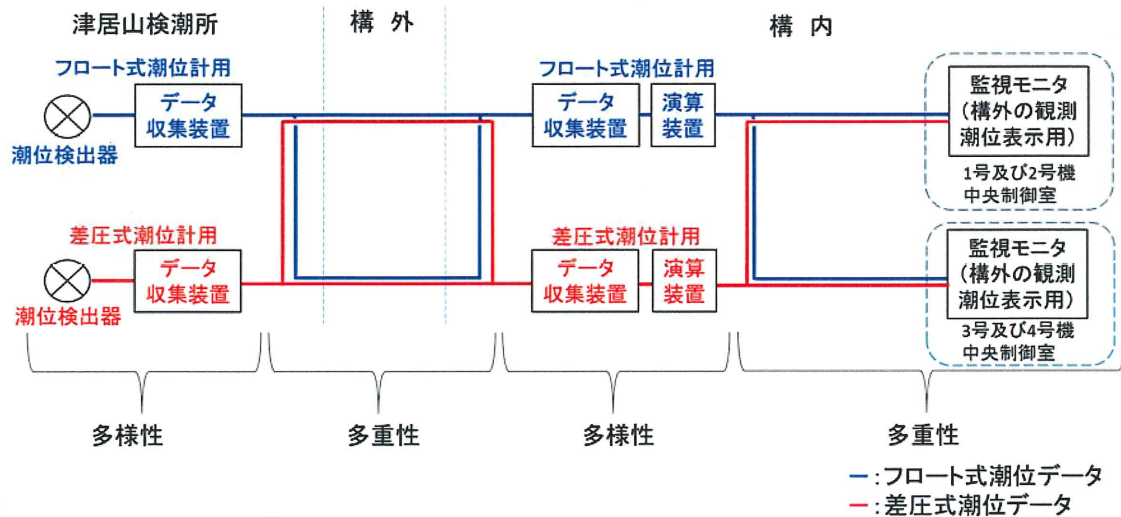 津居山検潮所
構 外
構 内
フロート式潮位計用
データ
収集装置
潮位検出器
フロート式潮位計用
データ
収集装置
演算
装置
監視モニタ
(構外の観測
潮位表示用)
1号及び2号機
中央制御室
差圧式潮位計用
データ
収集装置
潮位検出器
差圧式潮位計用
データ
収集装置
演算
装置
監視モニタ
(構外の観測
潮位表示用)
3号及び4号機
中央制御室
多様性
多重性
多様性
多重性
:フロート式潮位データ
:差圧式潮位データ